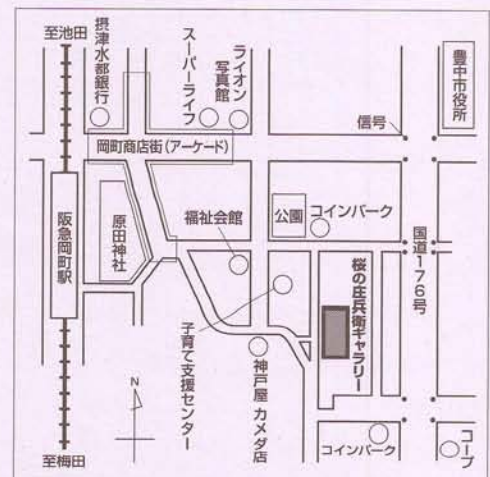 至池田
摂津水都銀行
スーパーライフ
ライオン
写真館
豊中市役所
信号
岡町商店街(アーケード)
阪急岡町駅
原田神社
福祉会館
公園
コインパーク
国道176号
桜の庄兵衛ギャラリー
子育て支援センター
神戸屋 カメダ店
N
至梅田
コインパーク
コープ